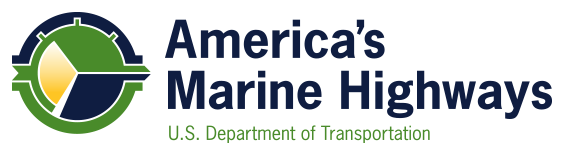 America's
Marine Highways
U.S. Department of Transportation